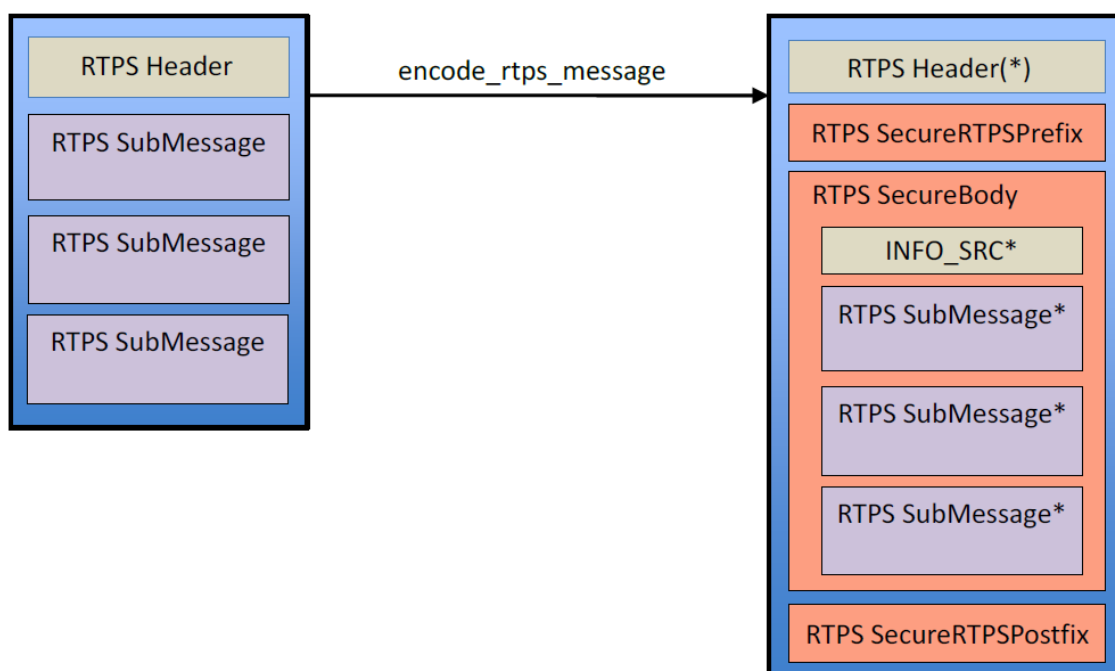 RTPS Header
RTPS SubMessage
RTPS SubMessage
RTPS SubMessage
encode_rtps_message
RTPS Header(*)
RTPS SecureRTPSPrefix
RTPS SecureBody
INFO_SRC*
RTPS SubMessage*
RTPS SubMessage*
RTPS SubMessage*
RTPS SecureRTPSPostfix